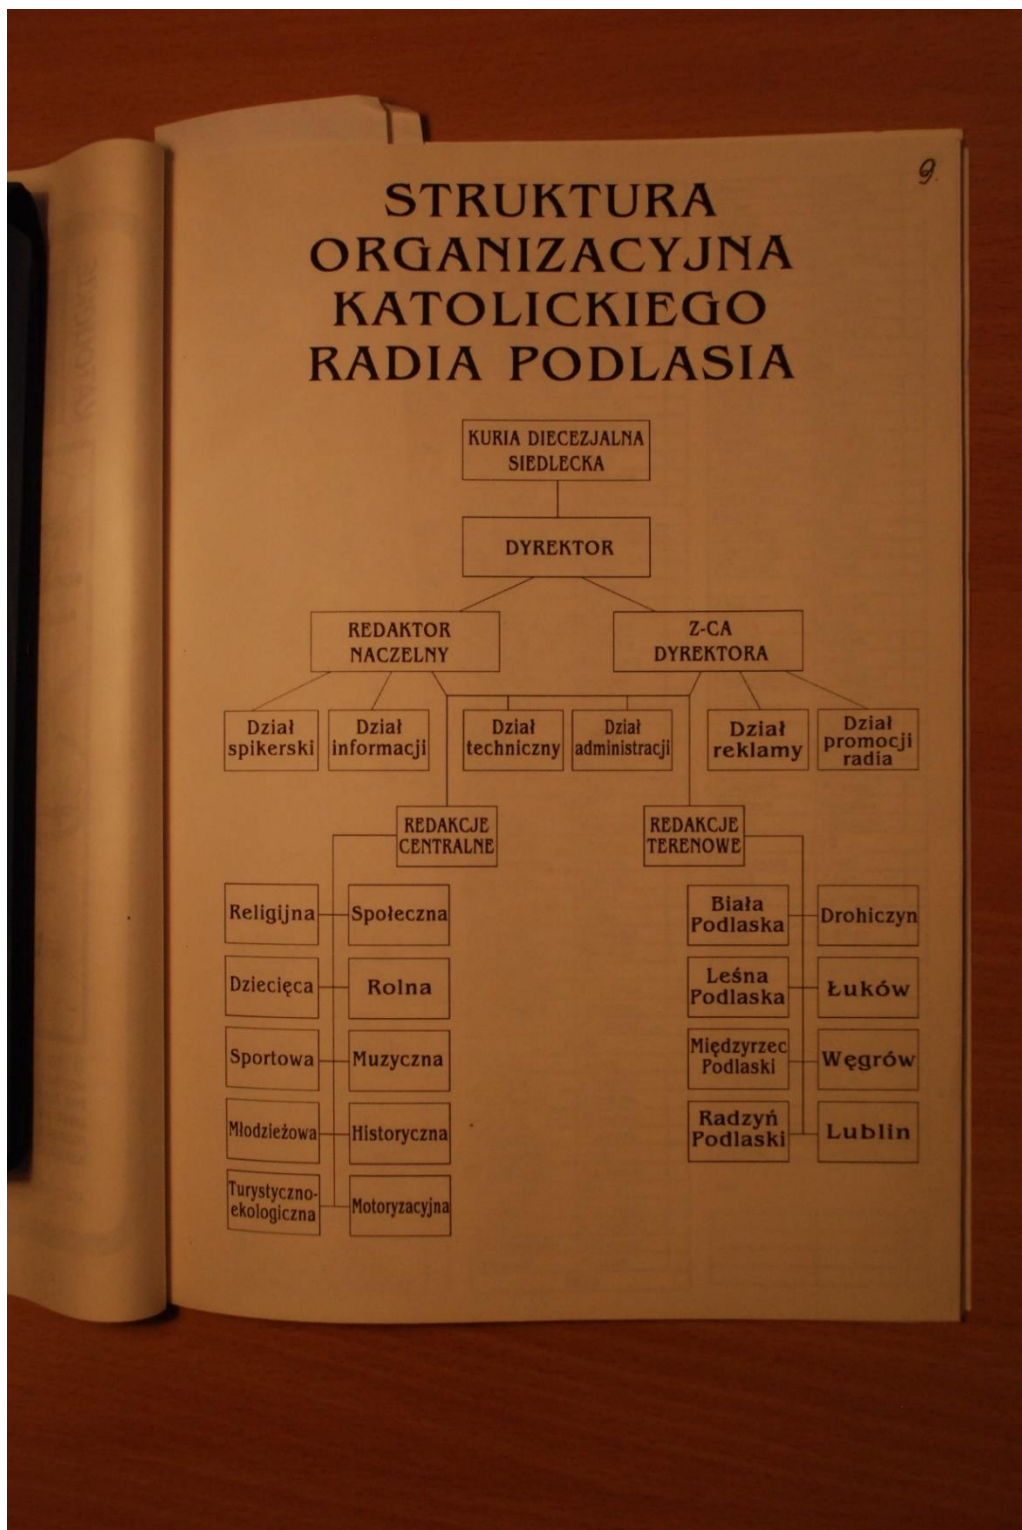 9.
STRUKTURA
ORGANIZACYJNA
KATOLICKIEGO
RADIA PODLASIA
KURIA DIECEZJALNA
SIEDLECKA
DYREKTOR
REDAKTOR
NACZELNY
Z-CA
DYREKTORA
Dział
spikerski
Dział
informacji
Dział
techniczny
Dział
administracji
Dział
reklamy
Dział
promocji
radia
REDAKCJE
CENTRALNE
REDAKCJE
TERENOWE
Religijna
Społeczna
Dziecięca
Rolna
Sportowa
Muzyczna
Młodzieżowa
Historyczna
Turystyczno-
ekologiczna
Motoryzacyjna
Biała
Podlaska
Drohiczyn
Leśna
Podlaska
Łuków
Międzyrzec
Podlaski
Węgrów
Radzyń
Podlaski
Lublin